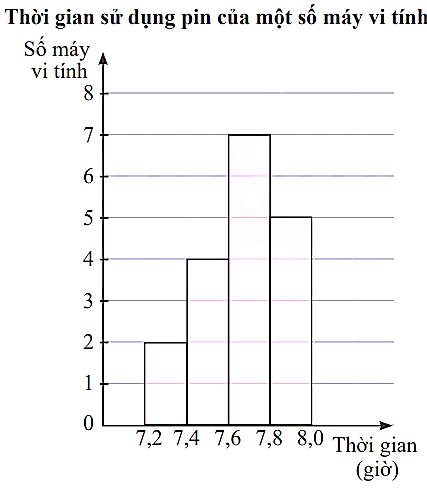 Thời gian sử dụng pin của một số máy vi tính
Số máy
vi tính
8
7
6
5
4
3
2
1
0
7,2 7,4 7,6 7,8 8,0
Thời gian
(giờ)